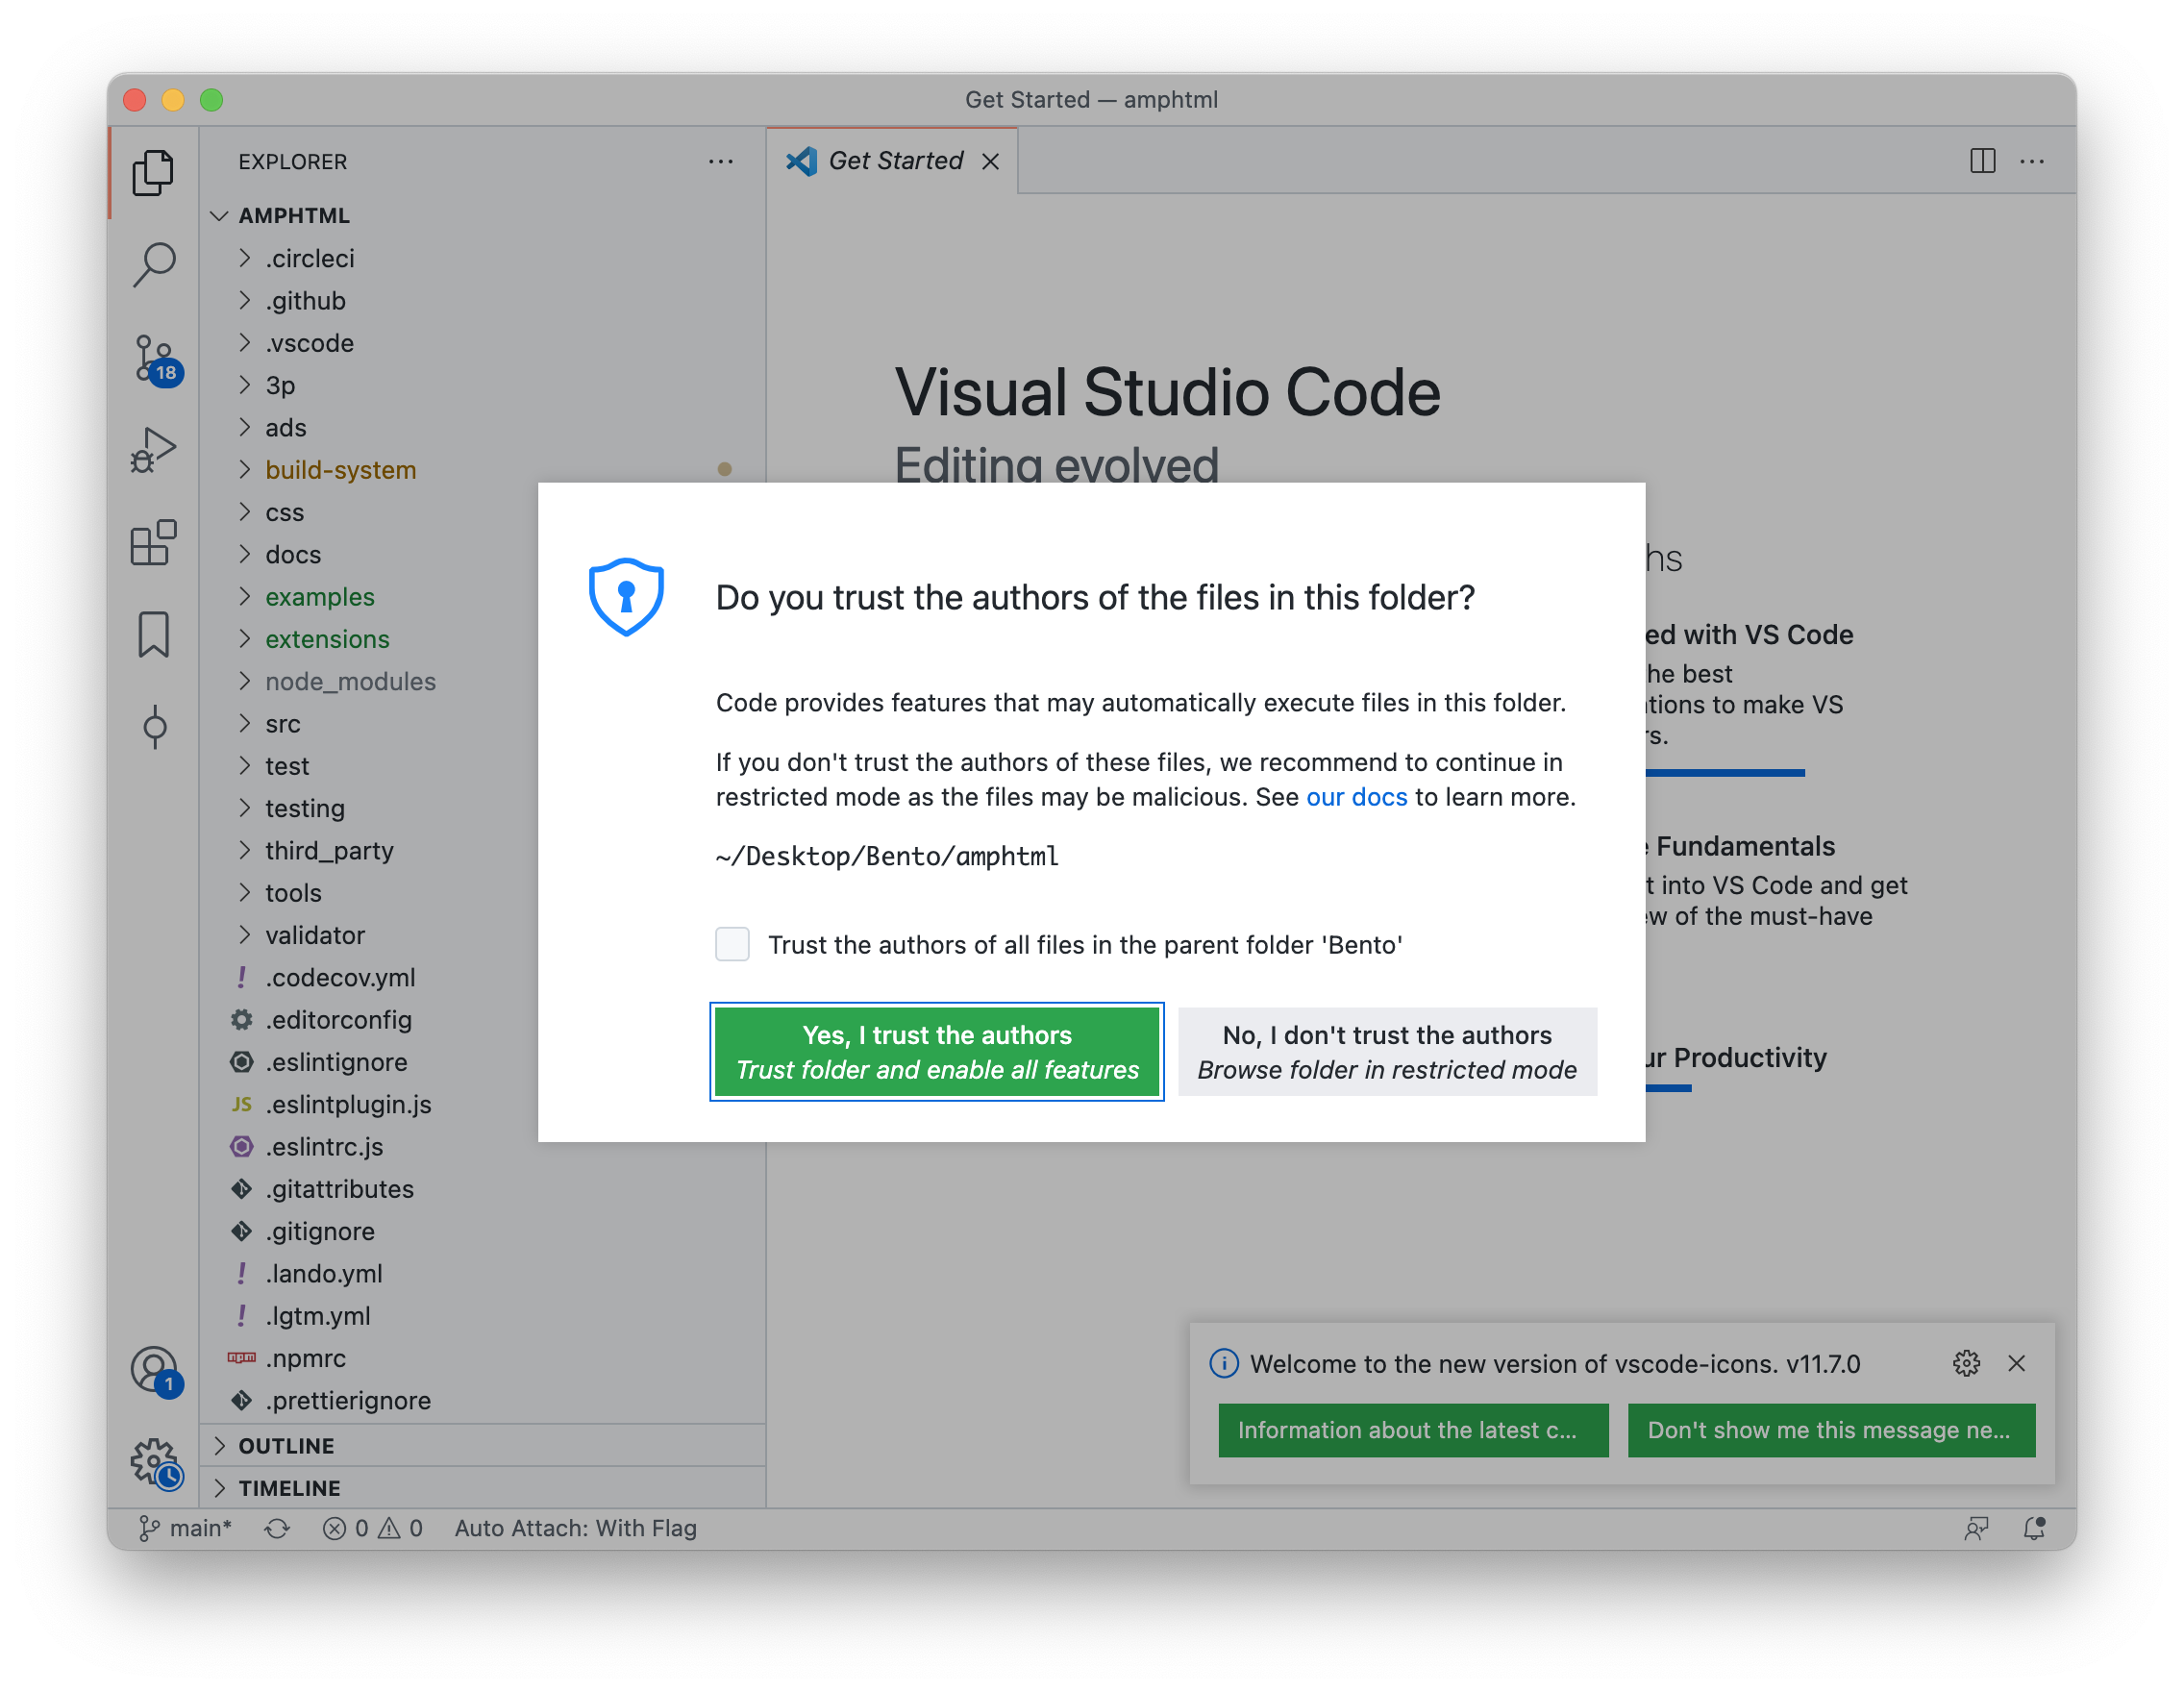 Get Started — amphtml
EXPLORER
Get Started
AMPHTML
.circleci
.github
.vscode
3p
ads
build-system
css
docs
examples
extensions
node_modules
src
test
testing
third_party
tools
validator
.codecov.yml
.editorconfig
.eslintignore
JS .eslintplugin.js
.eslintrc.js
.gitattributes
.gitignore
.lando.yml
.lgtm.yml
npm .npmrc
.prettierignore
OUTLINE
TIMELINE
18
1
Visual Studio Code
Editing evolved
Do you trust the authors of the files in this folder?
Code provides features that may automatically execute files in this folder.
If you don't trust the authors of these files, we recommend to continue in
restricted mode as the files may be malicious. See our docs to learn more.
~/Desktop/Bento/amphtml
Trust the authors of all files in the parent folder 'Bento'
Yes, I trust the authors
Trust folder and enable all features
No, I don't trust the authors
Browse folder in restricted mode
with VS Code
best
to make VS
Fundamentals
into VS Code and get
of the must-have
Productivity
Welcome to the new version of vscode-icons. v11.7.0
Information about the latest c...
Don't show me this message ne...
main*
0
0
Auto Attach: With Flag